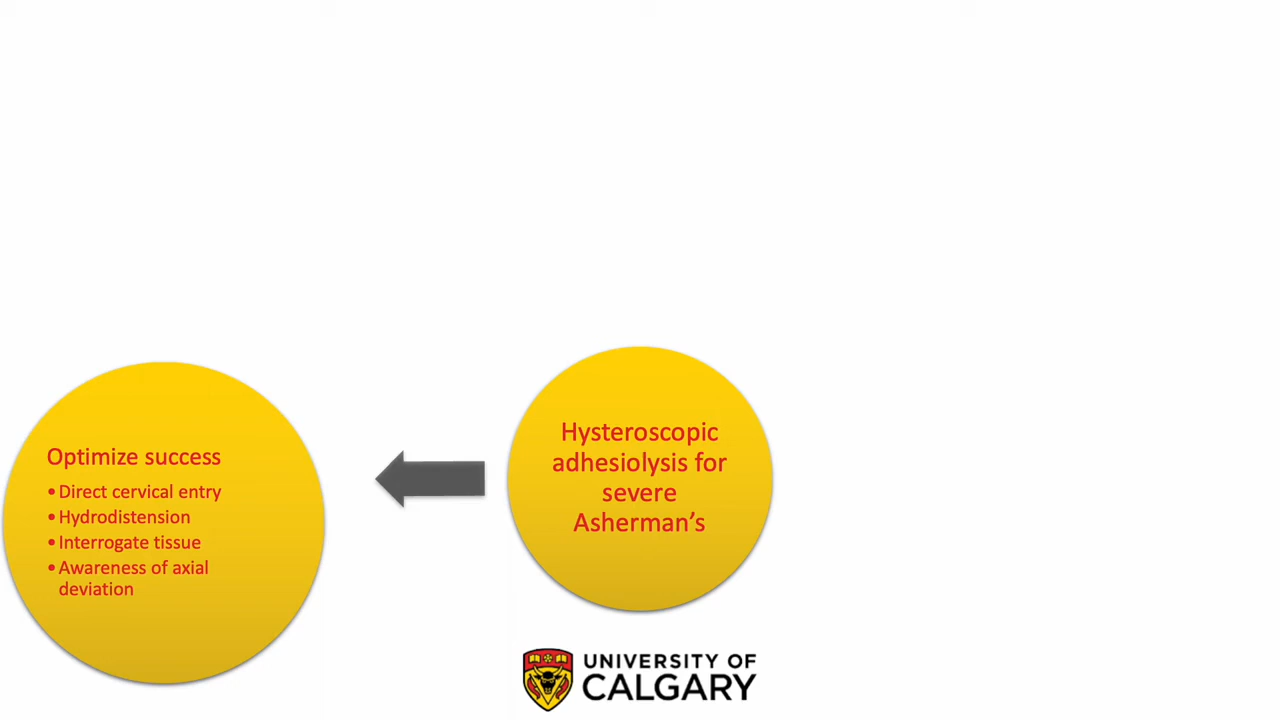 Optimize success
•Direct cervical entry
•Hydrodistension
•Interrogate tissue
•Awareness of axial
deviation
Hysteroscopic
adhesiolysis for
severe
Asherman's
UNIVERSITY OF
CALGARY